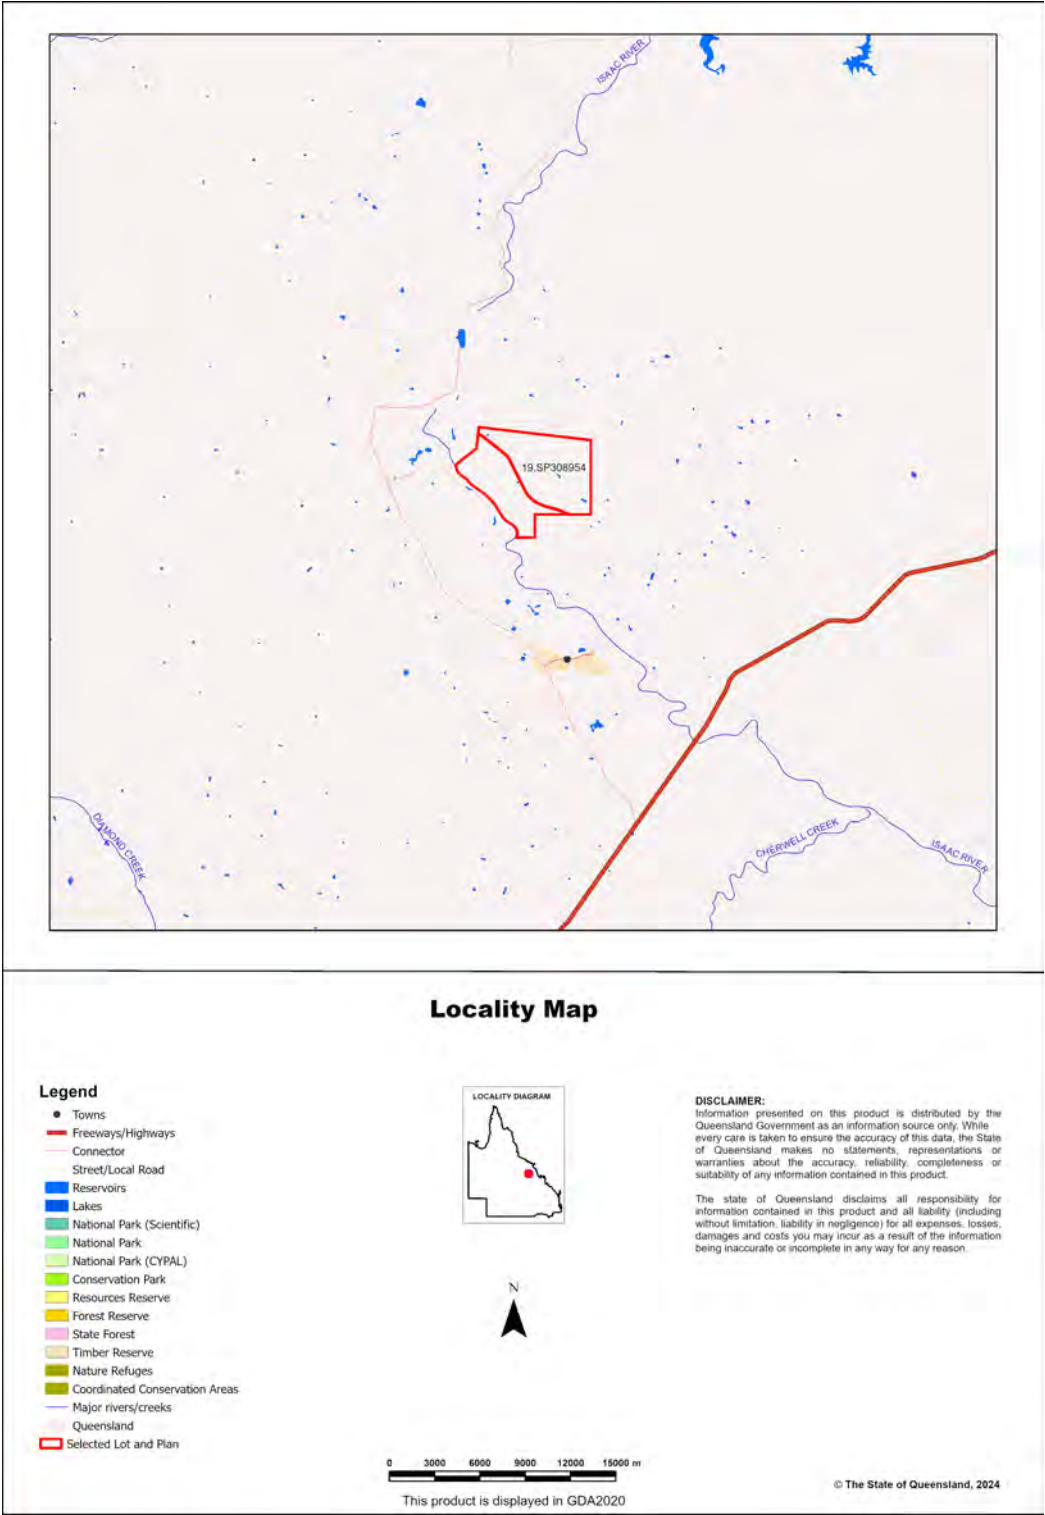 ISAAC RIVER
19,SP308954
DIAMOND CREEK
CHERWELL CREEK
ISAAC RIVER
Locality Map
Legend
Towns
Freeways/Highways
Connector
Street/Local Road
Reservoirs
Lakes
National Park (Scientific)
National Park
National Park (CYPAL)
Conservation Park
Resources Reserve
Forest Reserve
State Forest
Timber Reserve
Nature Refuges
Coordinated Conservation Areas
Major rivers/creeks
Queensland
Selected Lot and Plan
LOCALITY DIAGRAM
N
0 3000 6000 9000 12000 15000 m
This product is displayed in GDA2020
DISCLAIMER:
Information presented on this product is distributed by the
Queensland Government as an information source only. While
every care is taken to ensure the accuracy of this data, the State
of Queensland makes no statements, representations or
warranties about the accuracy, reliability, completeness or
suitability of any information contained in this product.
The state of Queensland disclaims all responsibility for
information contained in this product and all liability (including
without limitation, liability in negligence) for all expenses, losses,
damages and costs you may incur as a result of the information
being inaccurate or incomplete in any way for any reason.
© The State of Queensland, 2024